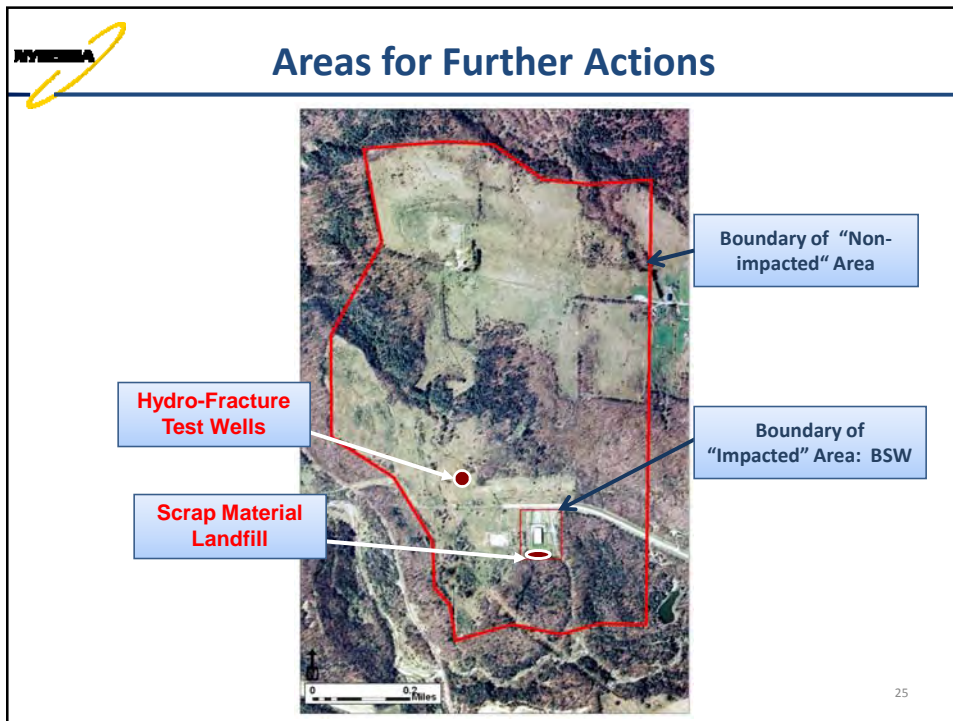 Areas for Further Actions
Boundary of "Non-
impacted" Area
Hydro-Fracture
Test Wells
Boundary of
"Impacted" Area: BSW
Scrap Material
Landfill
0 0.2
Miles
25